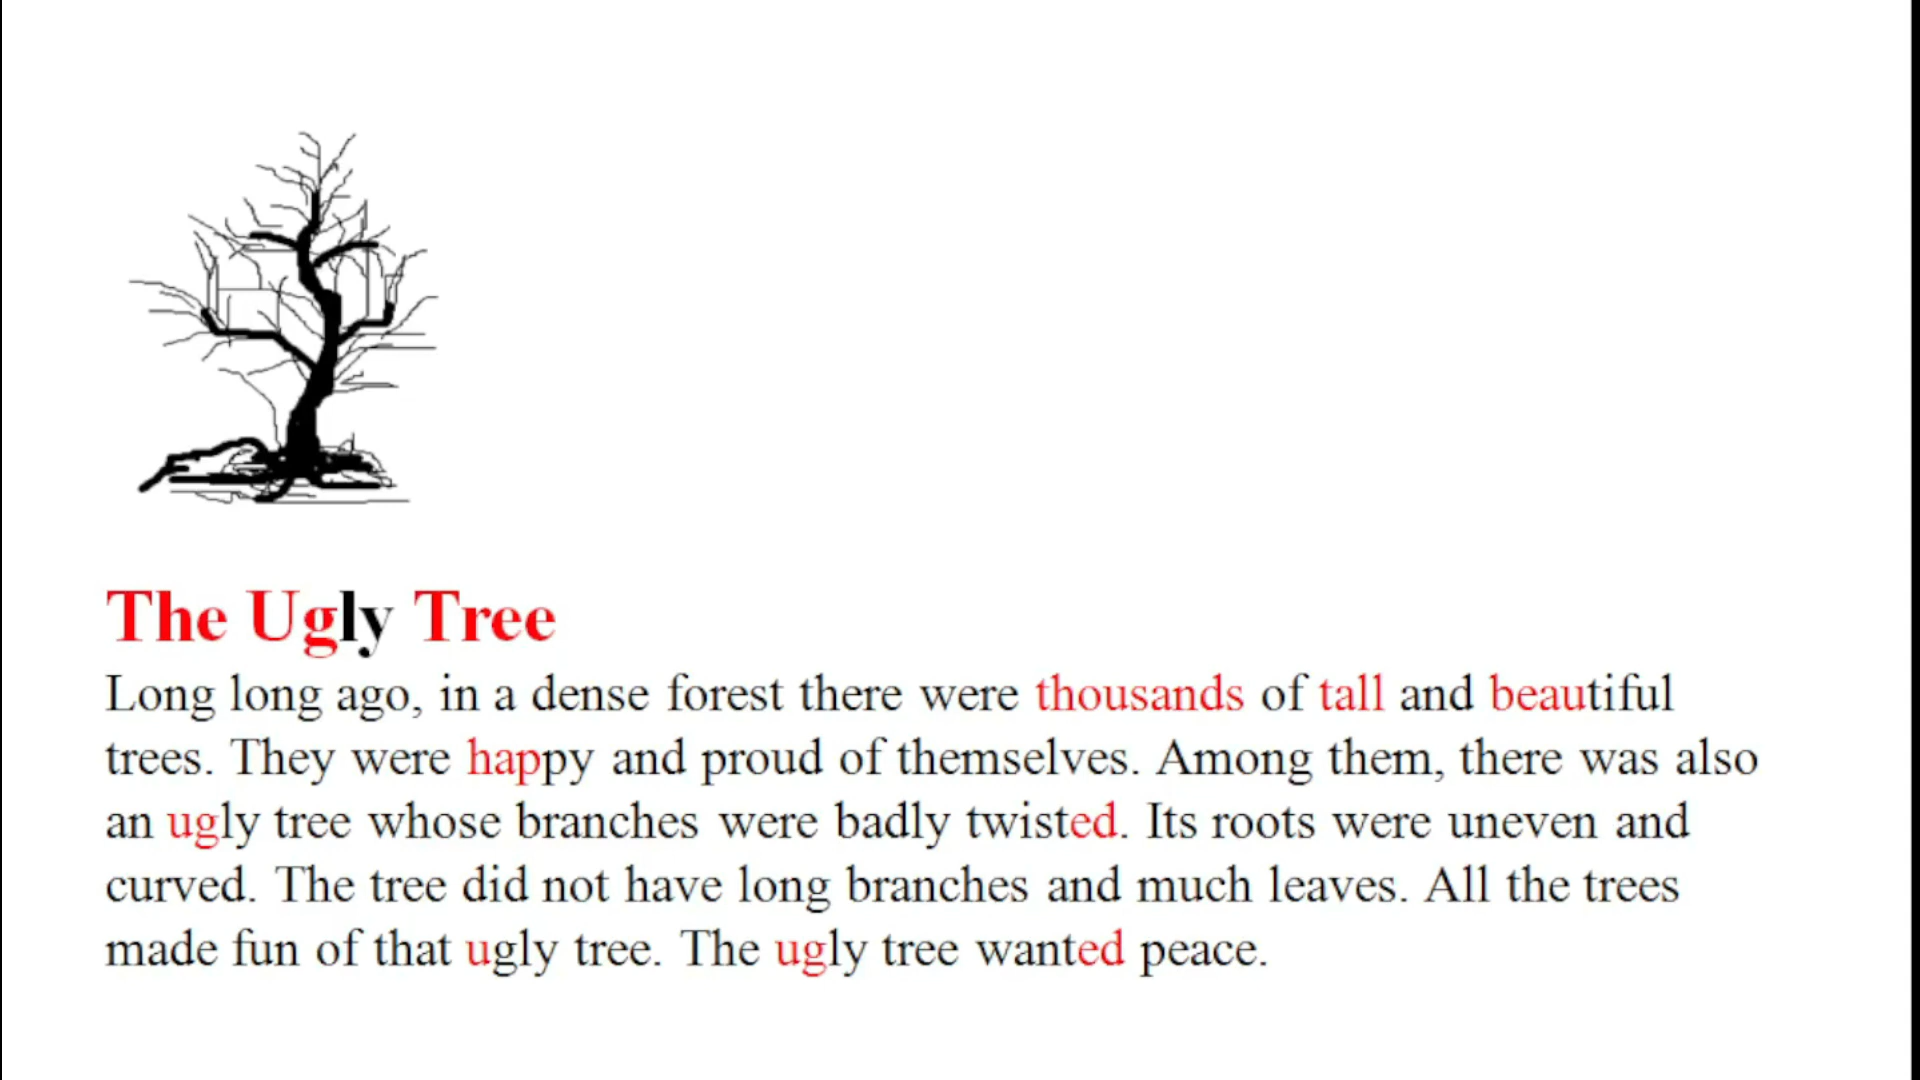 The Ugly Tree
Long long ago, in a dense forest there were thousands of tall and beautiful
trees. They were happy and proud of themselves. Among them, there was also
an ugly tree whose branches were badly twisted. Its roots were uneven and
curved. The tree did not have long branches and much leaves. All the trees
made fun of that ugly tree. The ugly tree wanted peace.